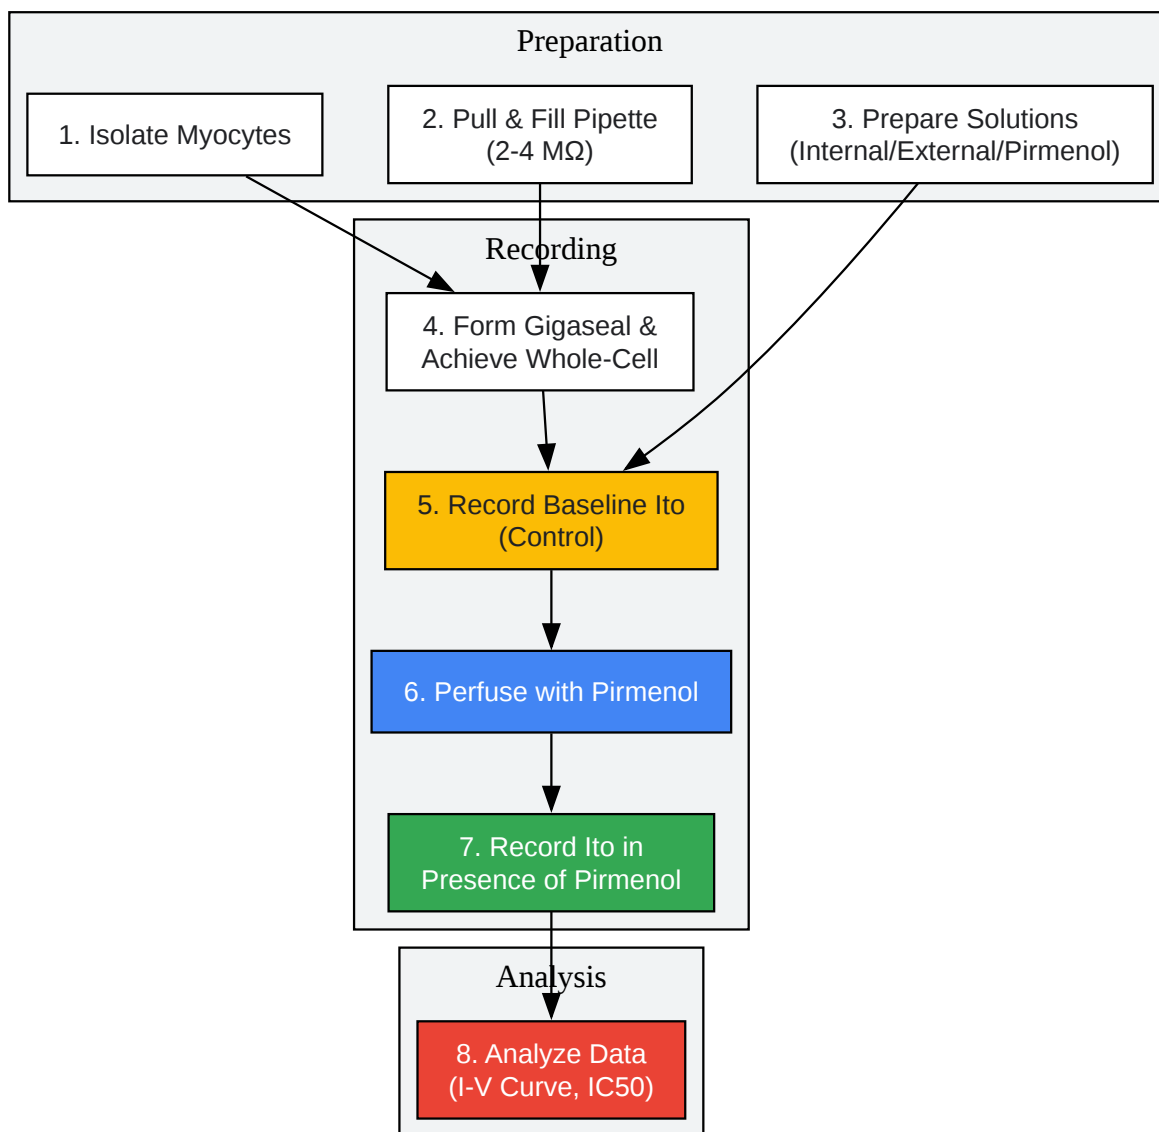 Preparation
1. Isolate Myocytes
2. Pull & Fill Pipette
(2-4 MΩ)
3. Prepare Solutions
(Internal/External/Pirmenol)
Recording
4. Form Gigaseal &
Achieve Whole-Cell
5. Record Baseline Ito
(Control)
6. Perfuse with Pirmenol
7. Record Ito in
Presence of Pirmenol
Analysis
8. Analyze Data
(I-V Curve, IC50)